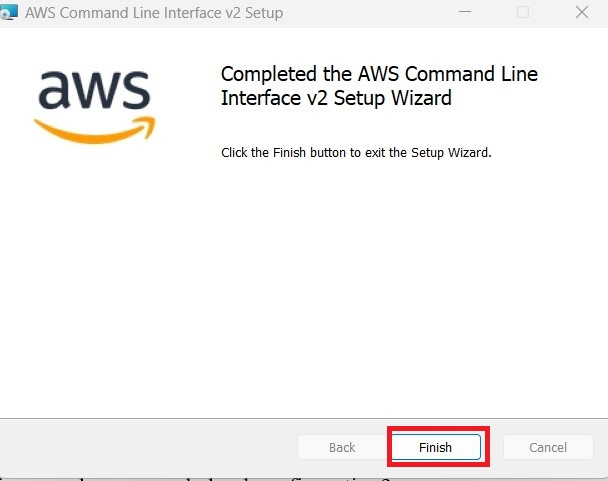 AWS Command Line Interface v2 Setup
aws
Completed the AWS Command Line
Interface v2 Setup Wizard
Click the Finish button to exit the Setup Wizard.
Back
Finish
Cancel